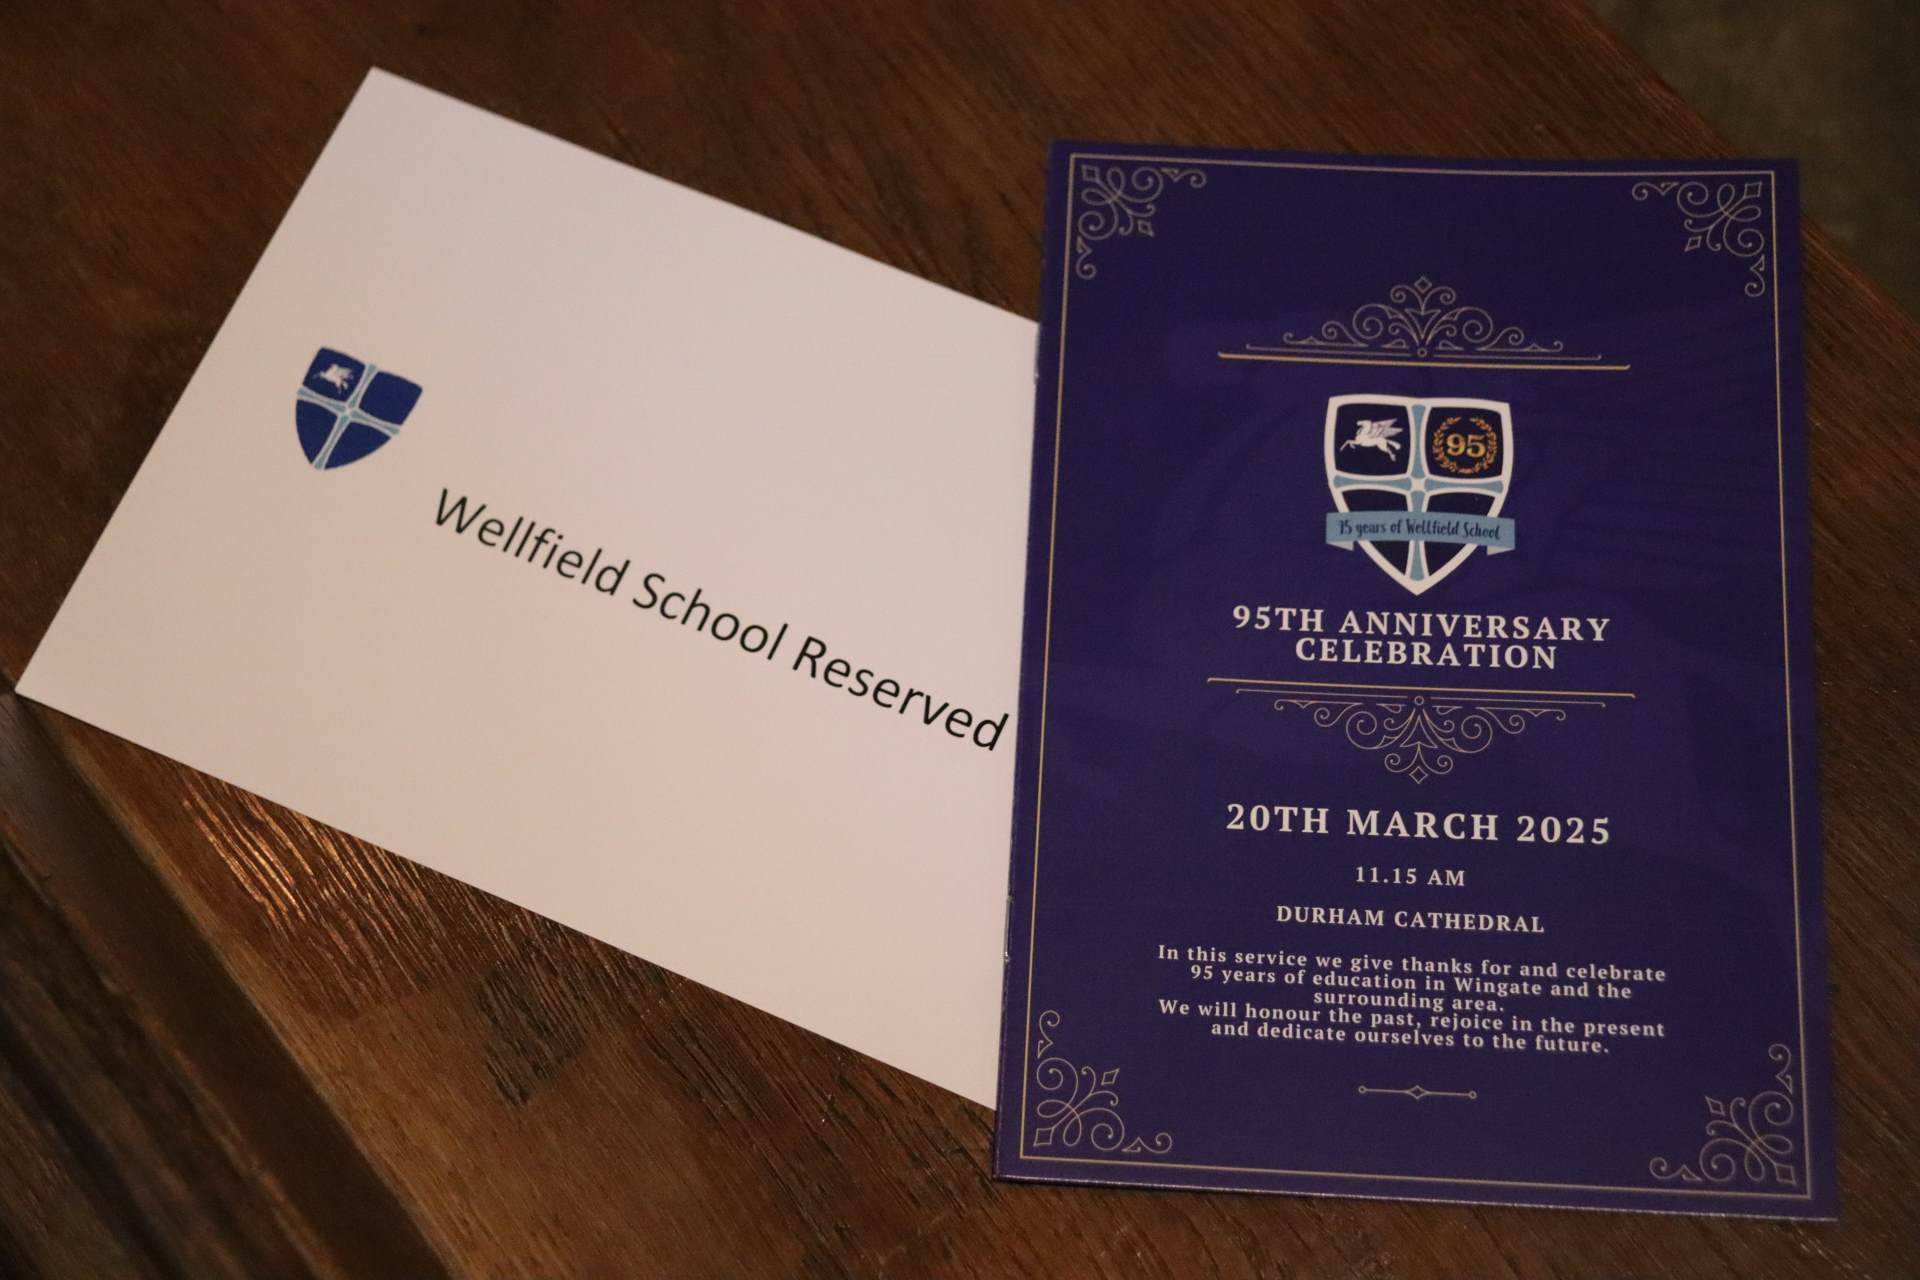 Wellfield School Reserved
95
95 years of Wellfield School
95TH ANNIVERSARY
CELEBRATION
20TH MARCH 2025
11.15 AM
DURHAM CATHEDRAL
In this service we give thanks for and celebrate
95 years of education in Wingate and the
surrounding area.
We will honour the past, rejoice in the present
and dedicate ourselves to the future.